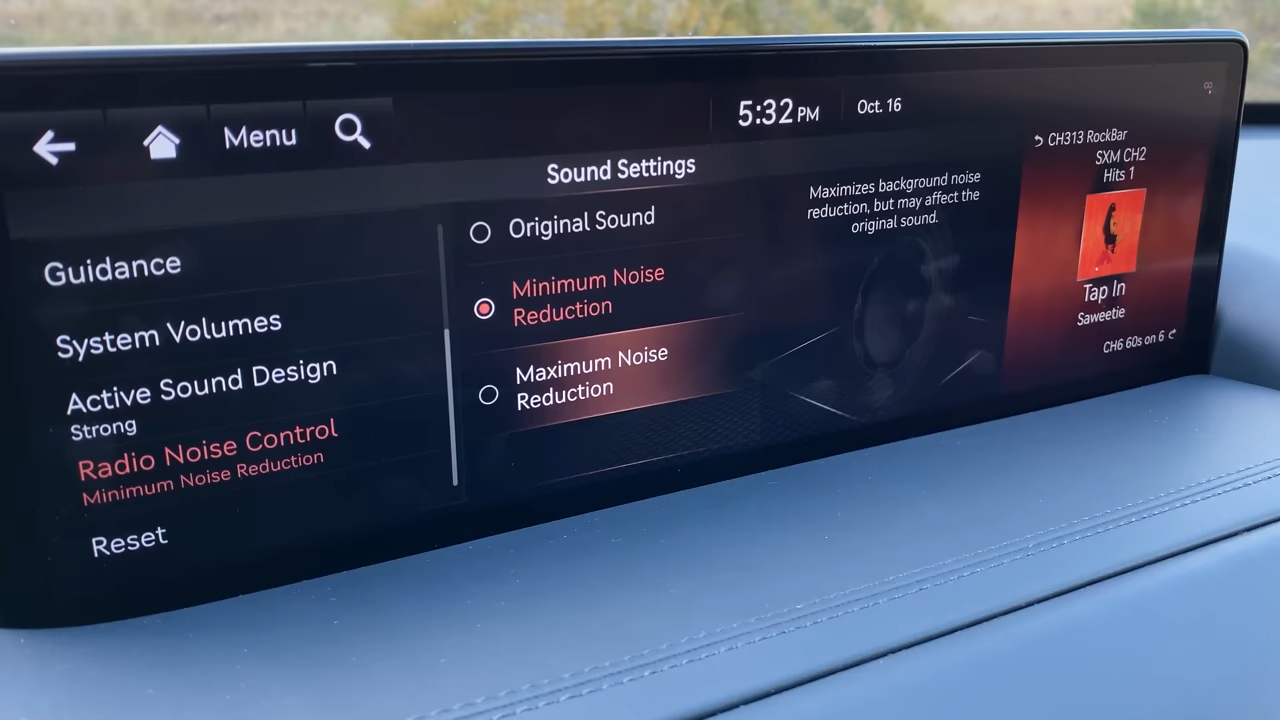 Menu
5:32 PM
Oct. 16
Sound Settings
Guidance
System Volumes
Active Sound Design
Strong
Radio Noise Control
Minimum Noise Reduction
Reset
Original Sound
Minimum Noise
Reduction
Maximum Noise
Reduction
Maximizes background noise
reduction, but may affect the
original sound.
CH313 RockBar
SXM CH2
Hits 1
Tap In
Saweetie
CH6 60s on 6